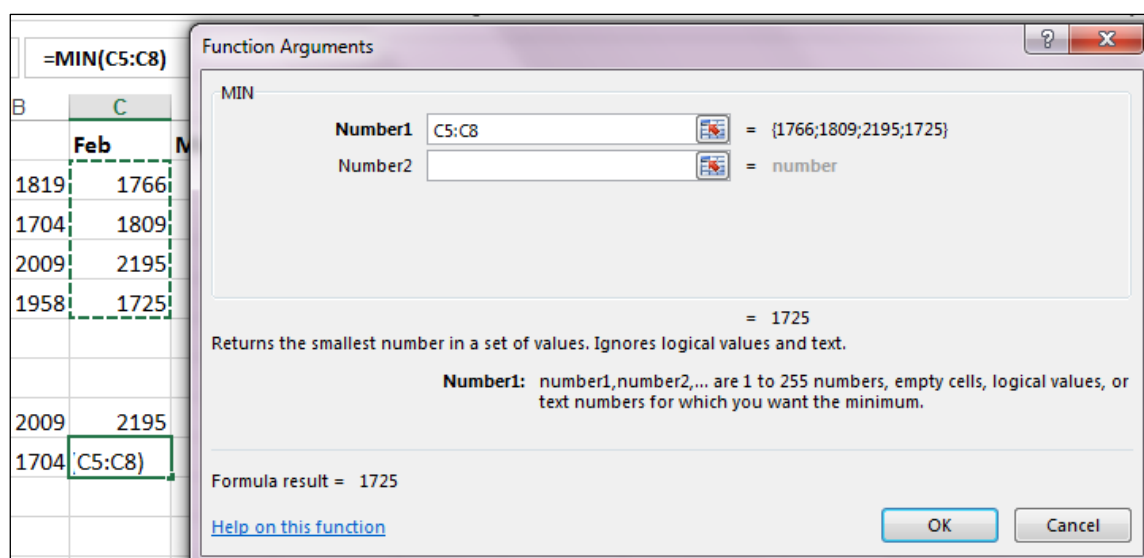 =MIN(C5:C8)
B C
Feb M
1819 1766
1704 1809
2009 2195
1958 1725
2009 2195
1704 C5:C8)
Function Arguments
MIN
Number1 C5:C8 = {1766;1809;2195;1725}
Number2 = number
= 1725
Returns the smallest number in a set of values. Ignores logical values and text.
Number1: number1,number2,... are 1 to 255 numbers, empty cells, logical values, or
text numbers for which you want the minimum.
Formula result = 1725
Help on this function OK Cancel